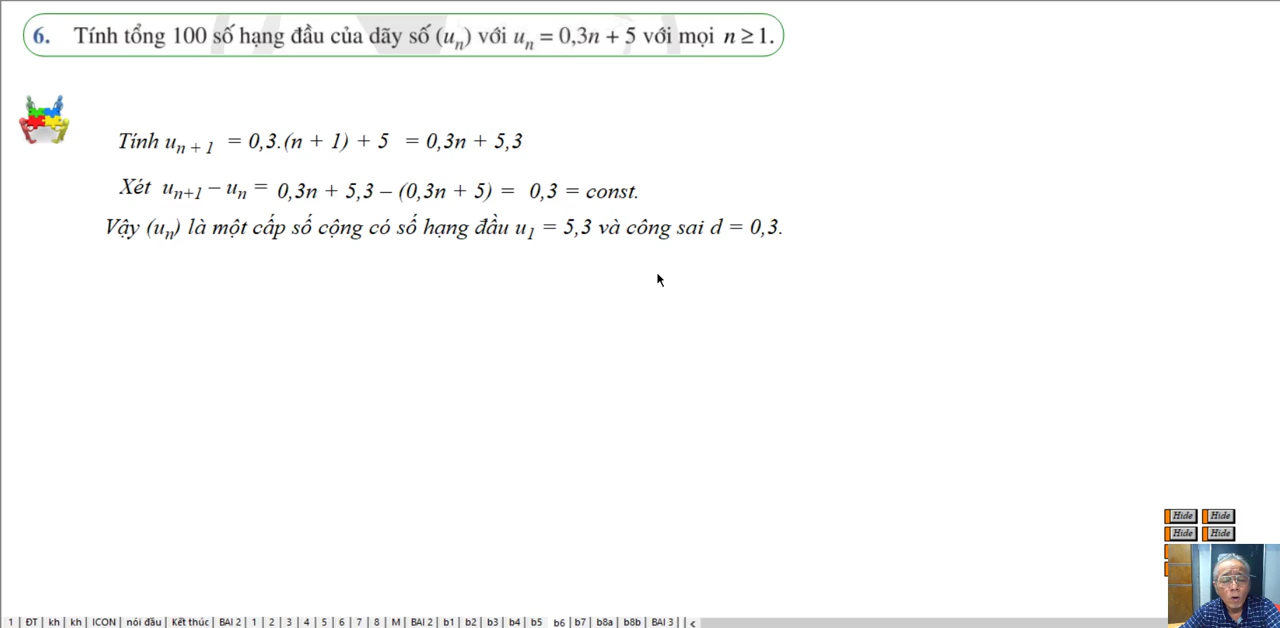 6. Tính tổng 100 số hạng đầu của dãy số (uₙ) với uₙ = 0,3n + 5 với mọi n ≥ 1.
Tính uₙ₊₁ = 0,3.(n + 1) + 5 = 0,3n + 5,3
Xét uₙ₊₁ − uₙ = 0,3n + 5,3 − (0,3n + 5) = 0,3 = const.
Vậy (uₙ) là một cấp số cộng có số hạng đầu u₁ = 5,3 và công sai d = 0,3.
Hide Hide
Hide Hide
1 | ĐT | kh | kh | ICON | nói đầu | Kết thúc | BAI 2 | 1 | 2 | 3 | 4 | 5 | 6 | 7 | 8 | M | BAI 2 | b1 | b2 | b3 | b4 | b5 | b6 | b7 | b8a | b8b | BAI 3 | | <